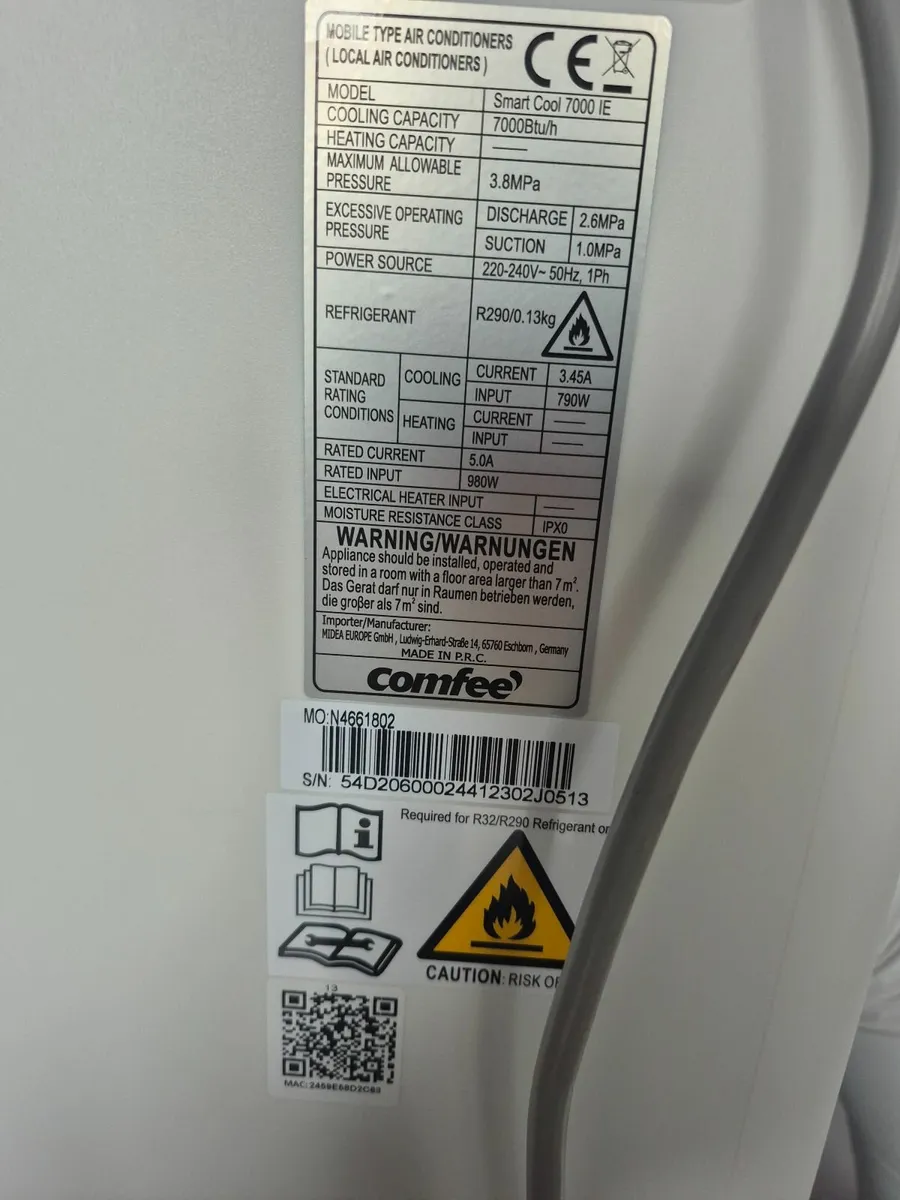 MOBILE TYPE AIR CONDITIONERS
( LOCAL AIR CONDITIONERS )
CE
MODEL Smart Cool 7000 IE
COOLING CAPACITY 7000Btu/h
HEATING CAPACITY ——
MAXIMUM ALLOWABLE
PRESSURE 3.8MPa
EXCESSIVE OPERATING
PRESSURE
DISCHARGE 2.6MPa
SUCTION 1.0MPa
POWER SOURCE 220-240V~ 50Hz, 1Ph
REFRIGERANT R290/0.13kg
STANDARD
RATING
CONDITIONS
COOLING CURRENT 3.45A
INPUT 790W
HEATING CURRENT ——
INPUT ——
RATED CURRENT 5.0A
RATED INPUT 980W
ELECTRICAL HEATER INPUT ——
MOISTURE RESISTANCE CLASS IPX0
WARNING/WARNUNGEN
Appliance should be installed, operated and
stored in a room with a floor area larger than 7 m².
Das Gerat darf nur in Raumen betrieben werden,
die großer als 7 m² sind.
Importer/Manufacturer:
MIDEA EUROPE GmbH , Ludwig-Erhard-Straße 14, 65760 Eschborn , Germany
MADE IN P.R.C.
comfee'
MO:N4661802
S/N: 54D20600024412302J0513
Required for R32/R290 Refrigerant or
CAUTION: RISK OF
13
MAC: